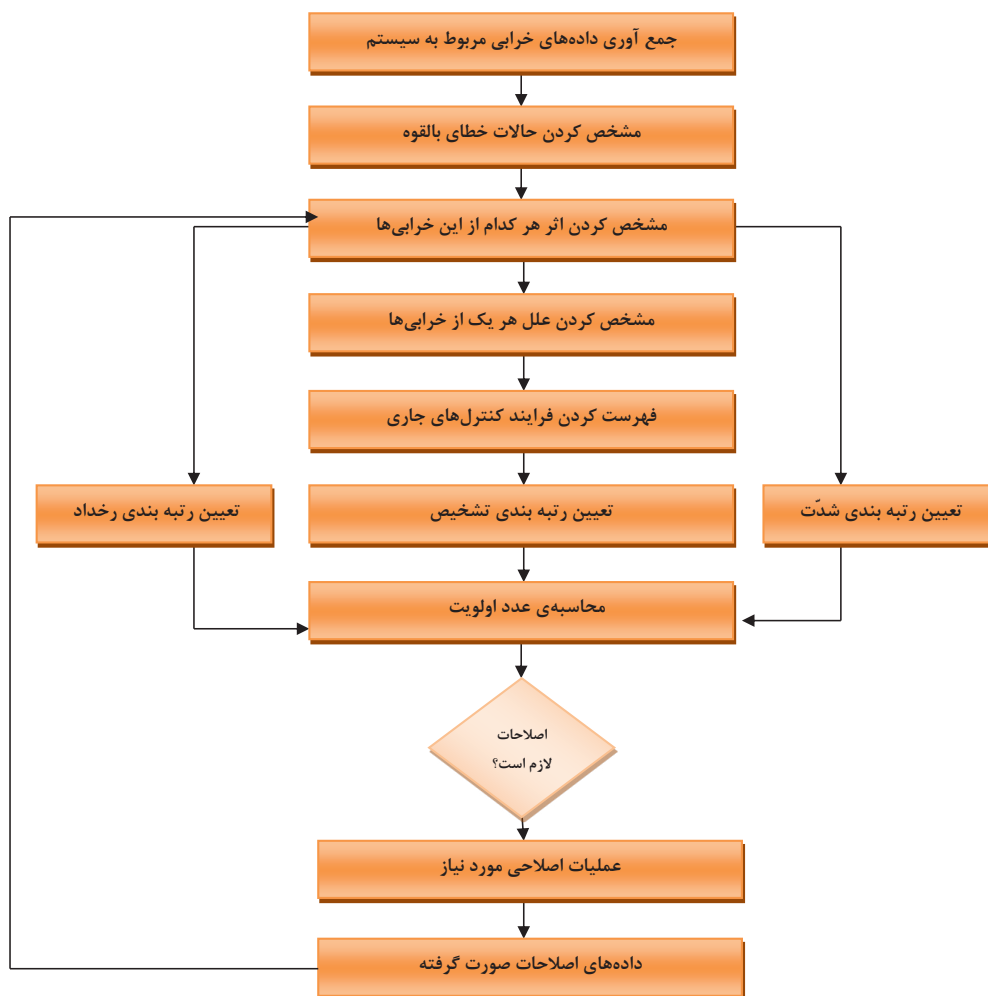 جمع آوری داده‌های خرابی مربوط به سیستم
مشخص کردن حالات خطای بالقوه
مشخص کردن اثر هر کدام از این خرابی‌ها
مشخص کردن علل هر یک از خرابی‌ها
فهرست کردن فرایند کنترل‌های جاری
تعیین رتبه بندی شدّت
تعیین رتبه بندی تشخیص
تعیین رتبه بندی رخداد
محاسبه‌ی عدد اولویت
اصلاحات
لازم است؟
عملیات اصلاحی مورد نیاز
داده‌های اصلاحات صورت گرفته